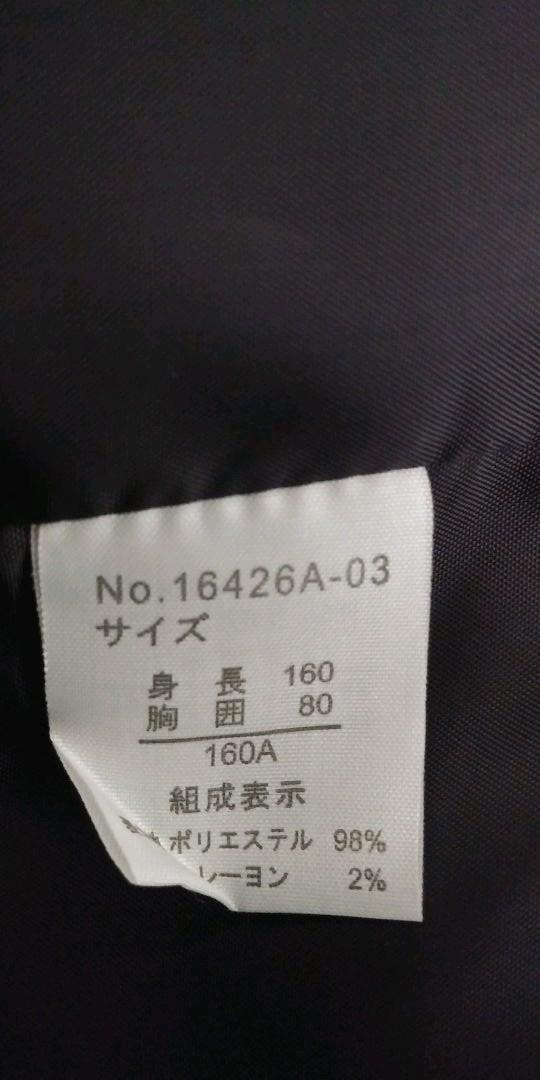 No.16426A-03
サイズ
身 長 160
胸 囲 80
160A
組成表示
ポリエステル 98%
レーヨン 2%